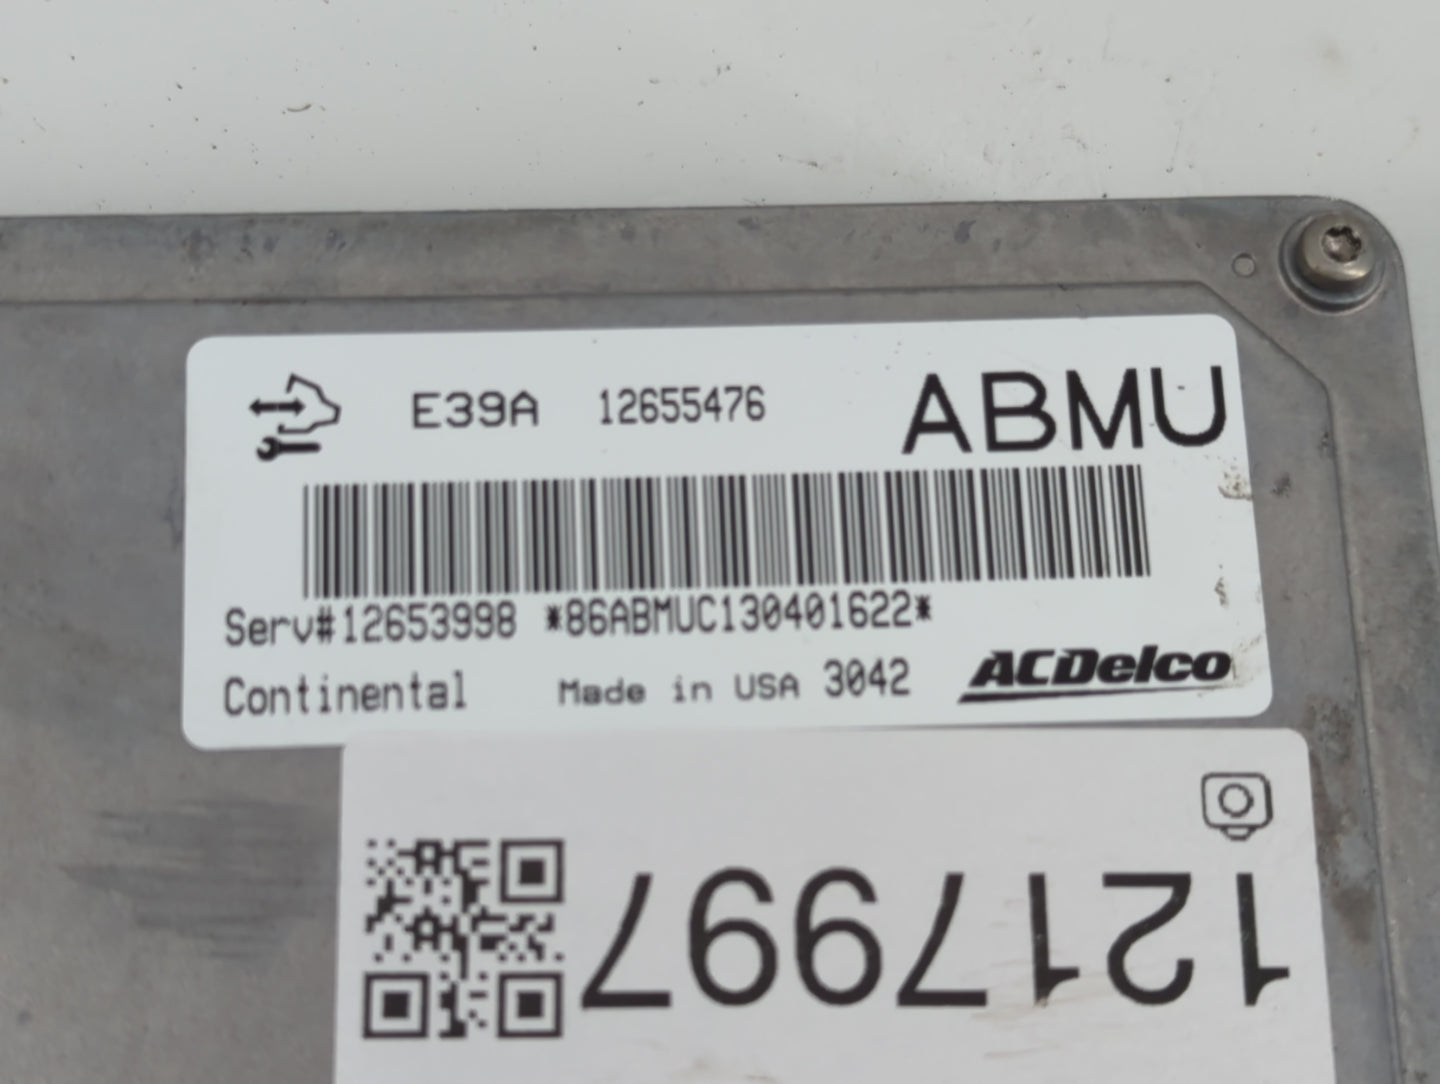 E39A 12655476 ABMU
Serv#12653998 *86ABMUC130401622*
Continental Made in USA 3042 ACDelco
1217997